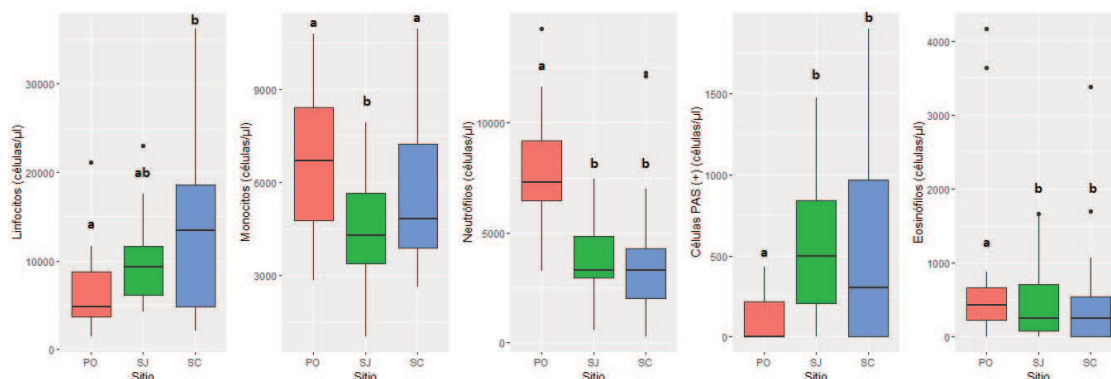 Linfocitos (células/µl)
30000
20000
10000
0
a
ab
b
PO
SJ
SC
Sitio
Monocitos (células/µl)
9000
6000
3000
a
b
a
PO
SJ
SC
Sitio
Neutrófilos (células/µl)
10000
5000
0
a
b
b
PO
SJ
SC
Sitio
Células PAS (+) (células/µl)
1500
1000
500
0
a
b
b
PO
SJ
SC
Sitio
Eosinófilos (células/µl)
4000
3000
2000
1000
0
a
b
b
PO
SJ
SC
Sitio